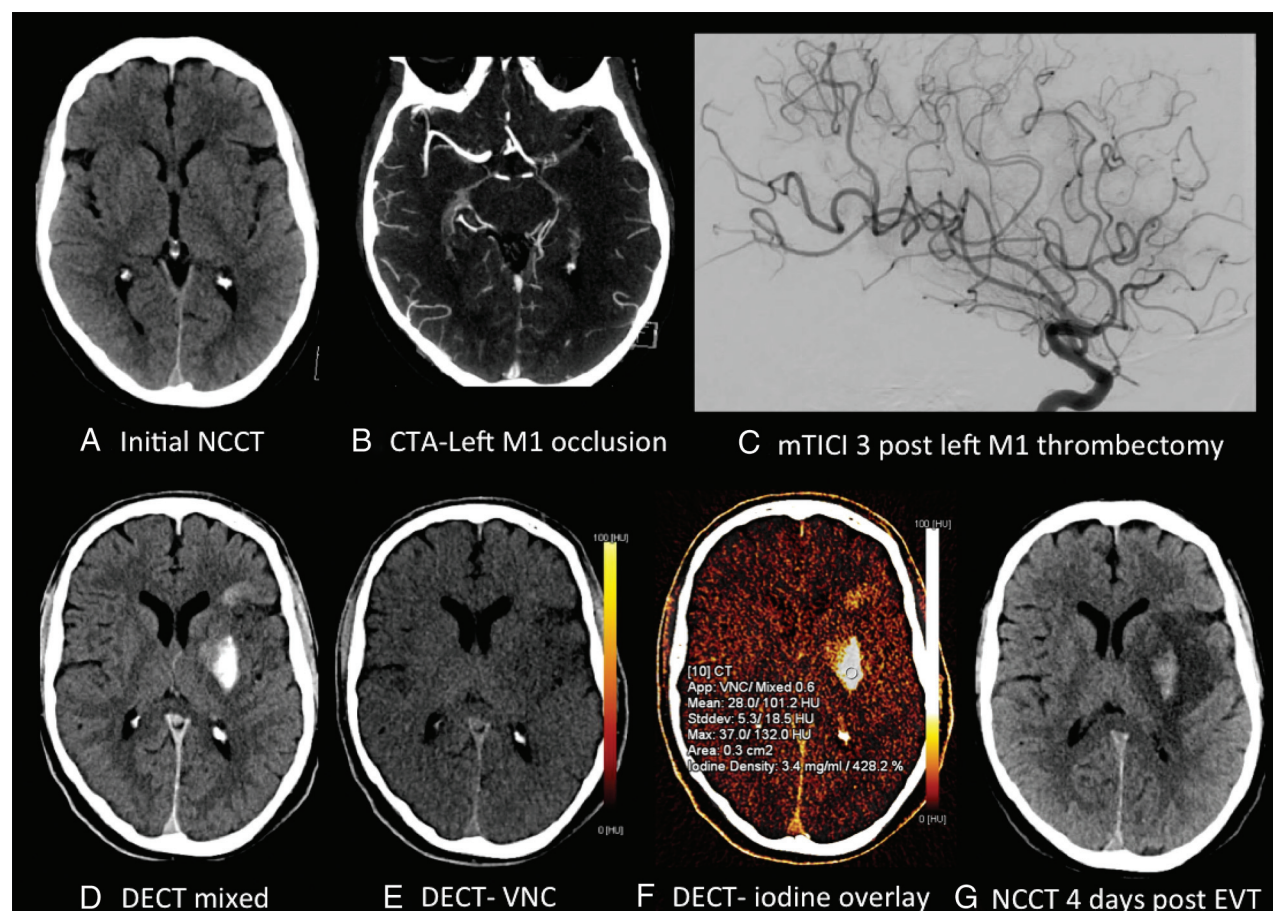 A Initial NCCT
B CTA-Left M1 occlusion
C mTICI 3 post left M1 thrombectomy
100 [HU]
0 [HU]
100 [HU]
[10] CT
App: VNC/ Mixed 0.6
Mean: 28.0/ 101.2 HU
Stddev: 5.3/ 18.5 HU
Max: 37.0/ 132.0 HU
Area: 0.3 cm2
Iodine Density: 3.4 mg/ml / 428.2 %
0 [HU]
D DECT mixed
E DECT- VNC
F DECT- iodine overlay
G NCCT 4 days post EVT